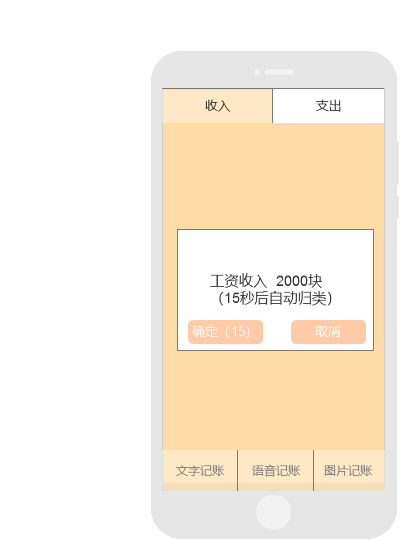 收入 支出
工资收入 2000块
（15秒后自动归类）
确定（15） 取消
文字记账 语音记账 图片记账